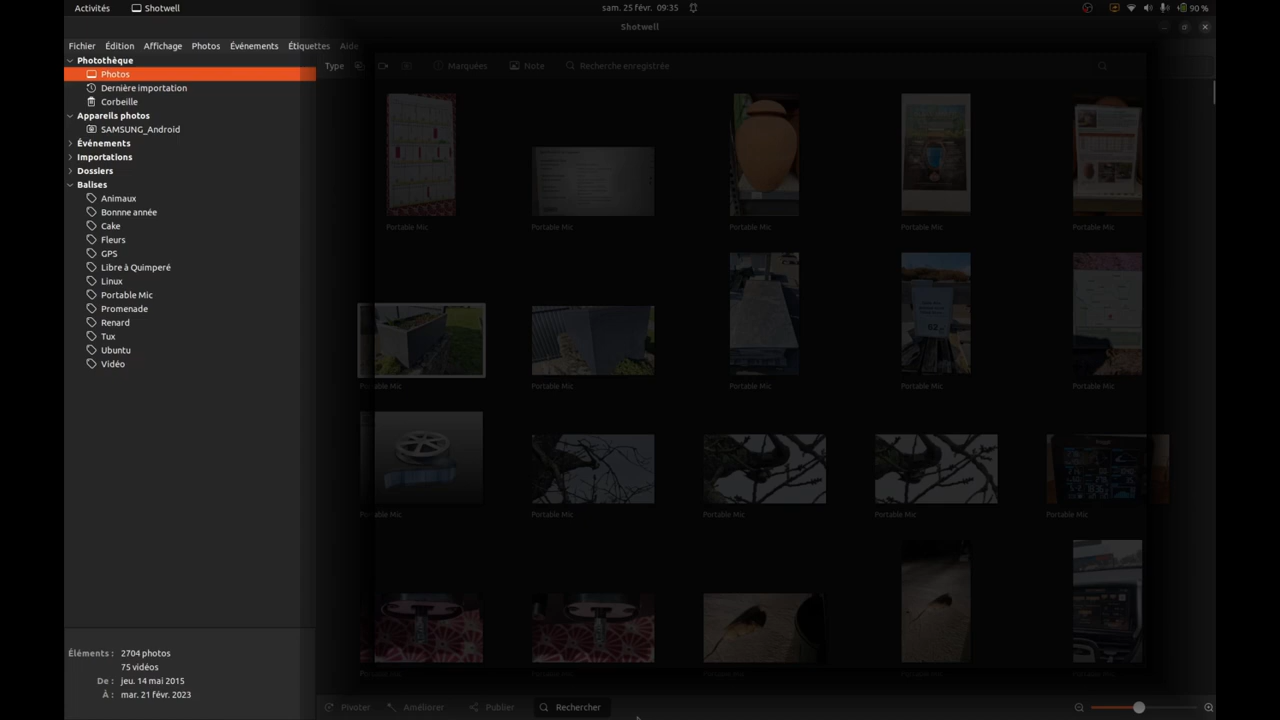 Activités Shotwell sam. 25 févr. 09:35 90 %
Shotwell
Fichier Édition Affichage Photos Événements Étiquettes Aide
Photothèque
Type Marquées Note Recherche enregistrée
Photos
Dernière importation
Corbeille
Appareils photos
SAMSUNG_Android
Événements
Importations
Dossiers
Balises
Animaux
Bonnne année
Cake
Portable Mic Portable Mic Portable Mic Portable Mic Portable Mic
Fleurs
GPS
Libre à Quimperé
Linux
Portable Mic
Promenade
Renard
Tux
Ubuntu
Vidéo
Portable Mic Portable Mic Portable Mic Portable Mic Portable Mic
Portable Mic Portable Mic Portable Mic Portable Mic Portable Mic
Éléments : 2704 photos
75 vidéos
De : jeu. 14 mai 2015
À : mar. 21 févr. 2023
Pivoter Améliorer Publier Rechercher